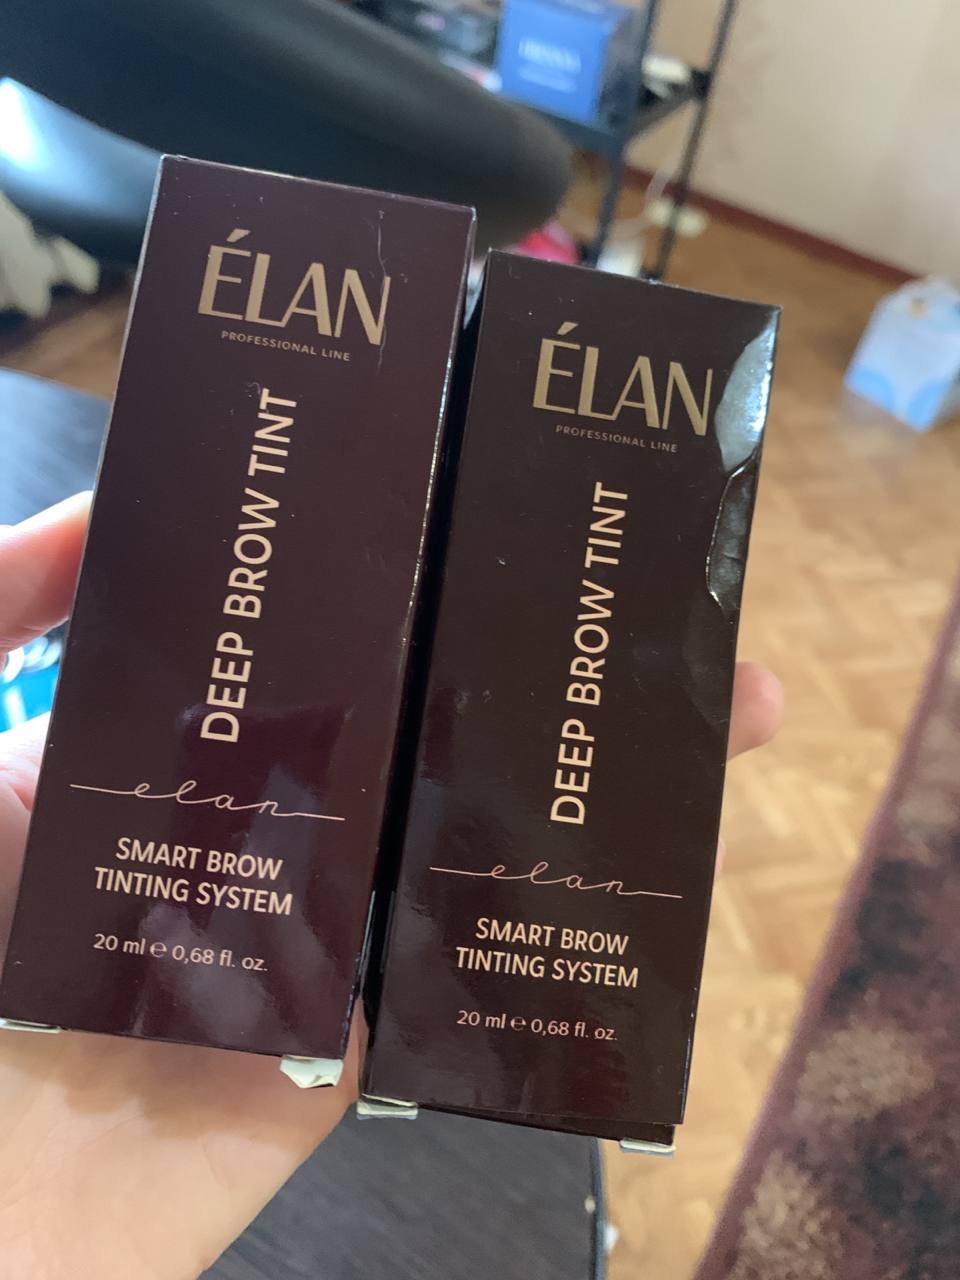 ÉLAN
PROFESSIONAL LINE
DEEP BROW TINT
elan
SMART BROW
TINTING SYSTEM
20 ml ℮ 0,68 fl. oz.
ÉLAN
PROFESSIONAL LINE
DEEP BROW TINT
elan
SMART BROW
TINTING SYSTEM
20 ml ℮ 0,68 fl. oz.